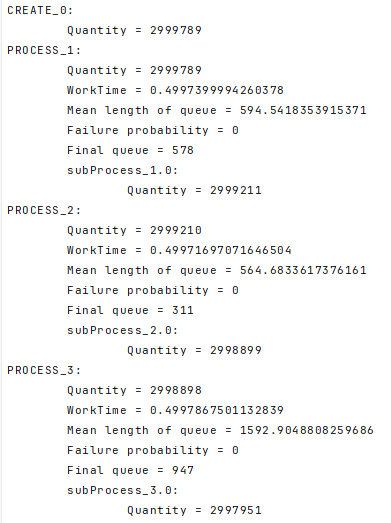 CREATE_0:
Quantity = 2999789
PROCESS_1:
Quantity = 2999789
WorkTime = 0.4997399994260378
Mean length of queue = 594.5418353915371
Failure probability = 0
Final queue = 578
subProcess_1.0:
Quantity = 2999211
PROCESS_2:
Quantity = 2999210
WorkTime = 0.49971697071646504
Mean length of queue = 564.6833617376161
Failure probability = 0
Final queue = 311
subProcess_2.0:
Quantity = 2998899
PROCESS_3:
Quantity = 2998898
WorkTime = 0.4997867501132839
Mean length of queue = 1592.9048808259686
Failure probability = 0
Final queue = 947
subProcess_3.0:
Quantity = 2997951